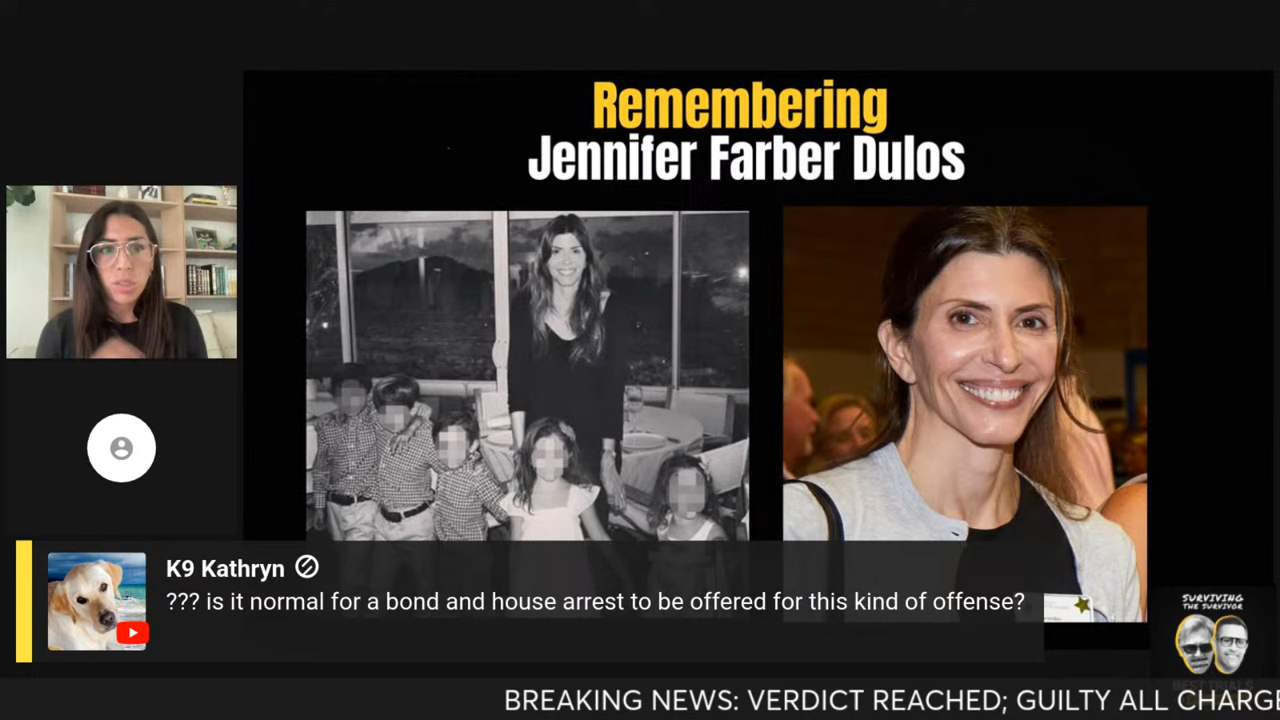 Remembering
Jennifer Farber Dulos
K9 Kathryn
??? is it normal for a bond and house arrest to be offered for this kind of offense?
SURVIVING
THE SURVIVOR
BREAKING NEWS: VERDICT REACHED; GUILTY ALL CHARGE